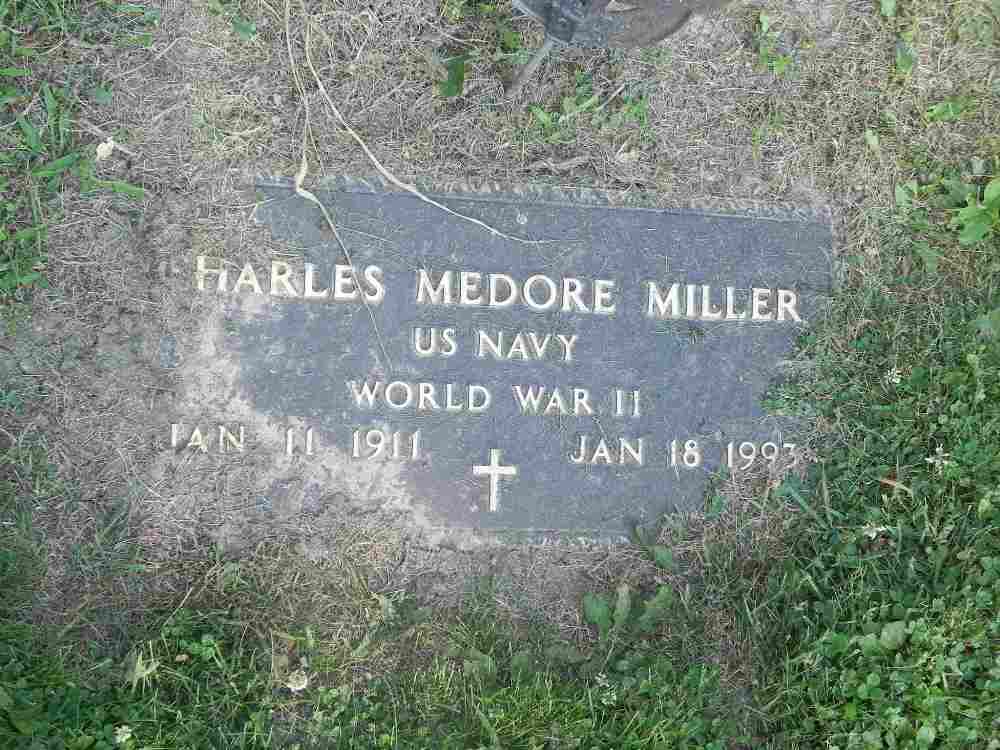 HARLES MEDORE MILLER
US NAVY
WORLD WAR II
JAN 11 1911 JAN 18 1993